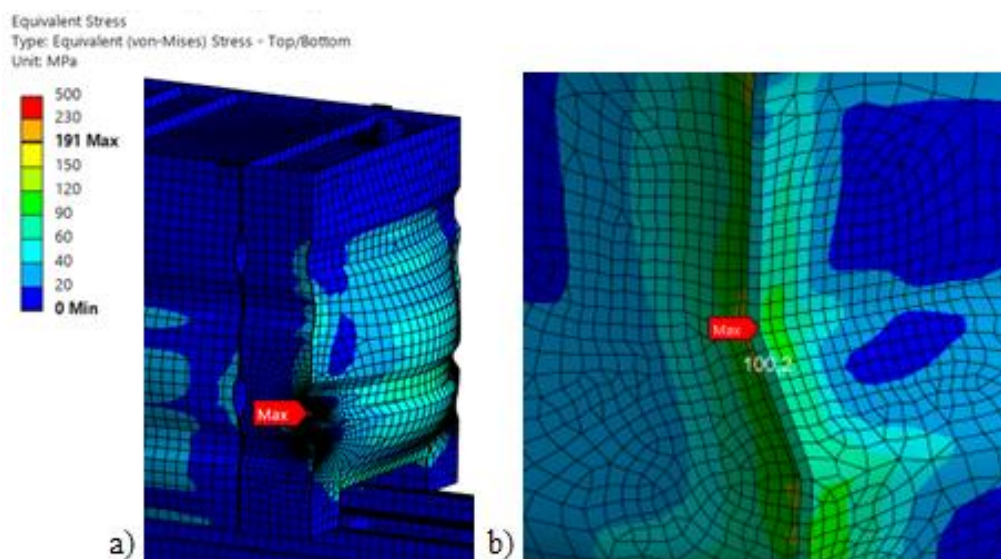 Equivalent Stress
Type: Equivalent (von-Mises) Stress - Top/Bottom
Unit: MPa
500
230
191 Max
150
120
90
60
40
20
0 Min
Max
Max
100,2
a)
b)